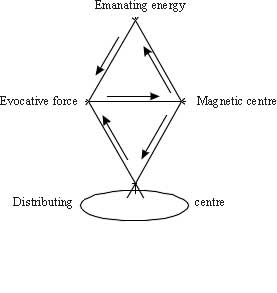 Emanating energy
Evocative force Magnetic centre
Distributing centre